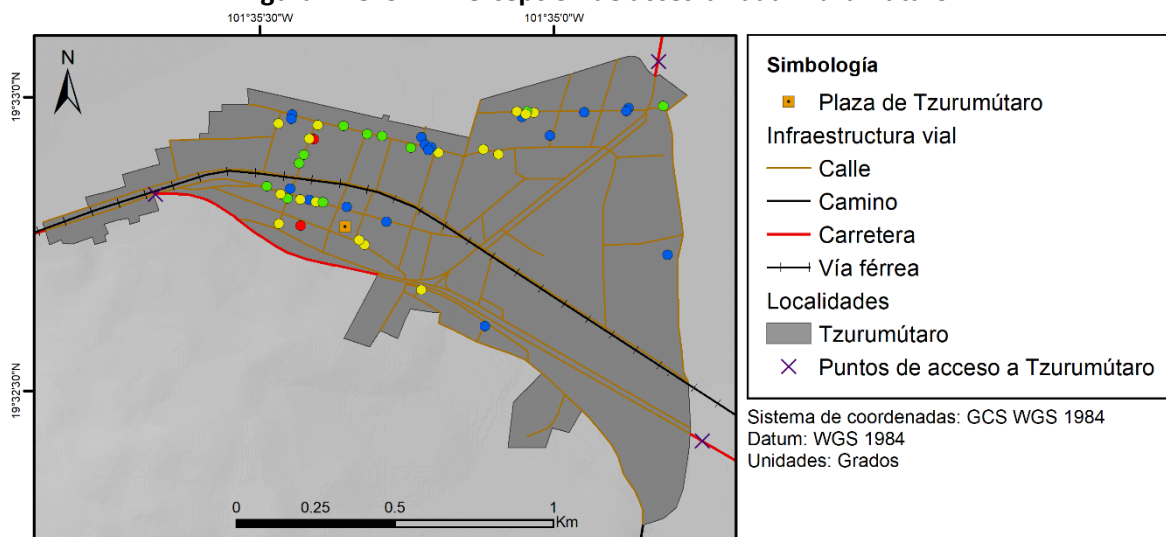 101°35'30"W
101°35'0"W
N
19°33'0"N
19°32'30"N
0
0.25
0.5
1
Km
Simbología
Plaza de Tzurumútaro
Infraestructura vial
Calle
Camino
Carretera
Vía férrea
Localidades
Tzurumútaro
Puntos de acceso a Tzurumútaro
Sistema de coordenadas: GCS WGS 1984
Datum: WGS 1984
Unidades: Grados